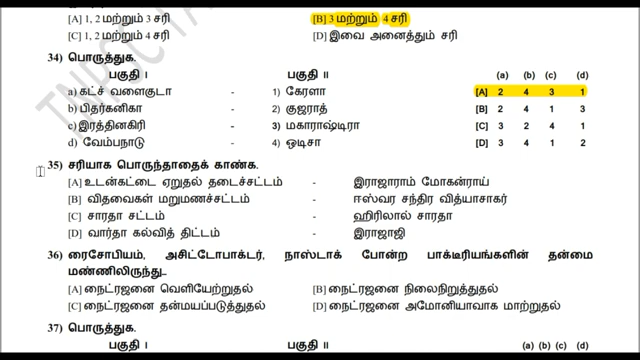 [A] 1, 2 மற்றும் 3 சரி [B] 3 மற்றும் 4 சரி
[C] 1, 2 மற்றும் 4 சரி [D] இவை அனைத்தும் சரி
34) பொருத்துக.
பகுதி I பகுதி II (a) (b) (c) (d)
a) கட்ச் வளைகுடா - 1) கேரளா [A] 2 4 3 1
b) பிதர்கனிகா - 2) குஜராத் [B] 2 4 1 3
c) இரத்தினகிரி - 3) மகாராஷ்டிரா [C] 3 2 4 1
d) வேம்பநாடு - 4) ஒடிசா [D] 3 4 1 2
35) சரியாக பொருந்தாதைக் காண்க.
[A] உடன்கட்டை ஏறுதல் தடைச்சட்டம் - இராஜாராம் மோகன்ராய்
[B] விதவைகள் மறுமணச்சட்டம் - ஈஸ்வர சந்திர வித்யாசாகர்
[C] சாரதா சட்டம் - ஹிரிலால் சாரதா
[D] வார்தா கல்வித் திட்டம் - இராஜாஜி
36) ரைசோபியம், அசிட்டோபாக்டர், நாஸ்டாக் போன்ற பாக்டீரியங்களின் தன்மை
மண்ணிலிருந்து..
[A] நைட்ரஜனை வெளியேற்றுதல் [B] நைட்ரஜனை நிலைநிறுத்துதல்
[C] நைட்ரஜனை தன்மயப்படுத்துதல் [D] நைட்ரஜனை அமோனியாவாக மாற்றுதல்
37) பொருத்துக.
பகுதி I பகுதி II (a) (b) (c) (d)